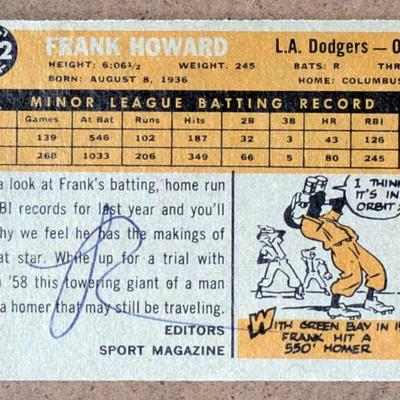 2
FRANK HOWARD
L.A. Dodgers — O
HEIGHT: 6:06½ WEIGHT: 245 BATS: R THR
BORN: AUGUST 8, 1936 HOME: COLUMBUS
MINOR LEAGUE BATTING RECORD
Games At Bat Runs Hits 2B 3B HR RBI
139 546 102 187 32 3 43 126
268 1033 206 349 66 5 80 245
a look at Frank's batting, home run
BI records for last year and you'll
hy we feel he has the makings of
at star. While up for a trial with
'58 this towering giant of a man
a homer that may still be traveling.
EDITORS
SPORT MAGAZINE
I THINK
IT'S IN
ORBIT!
WITH GREEN BAY IN 19
FRANK HIT A
550' HOMER